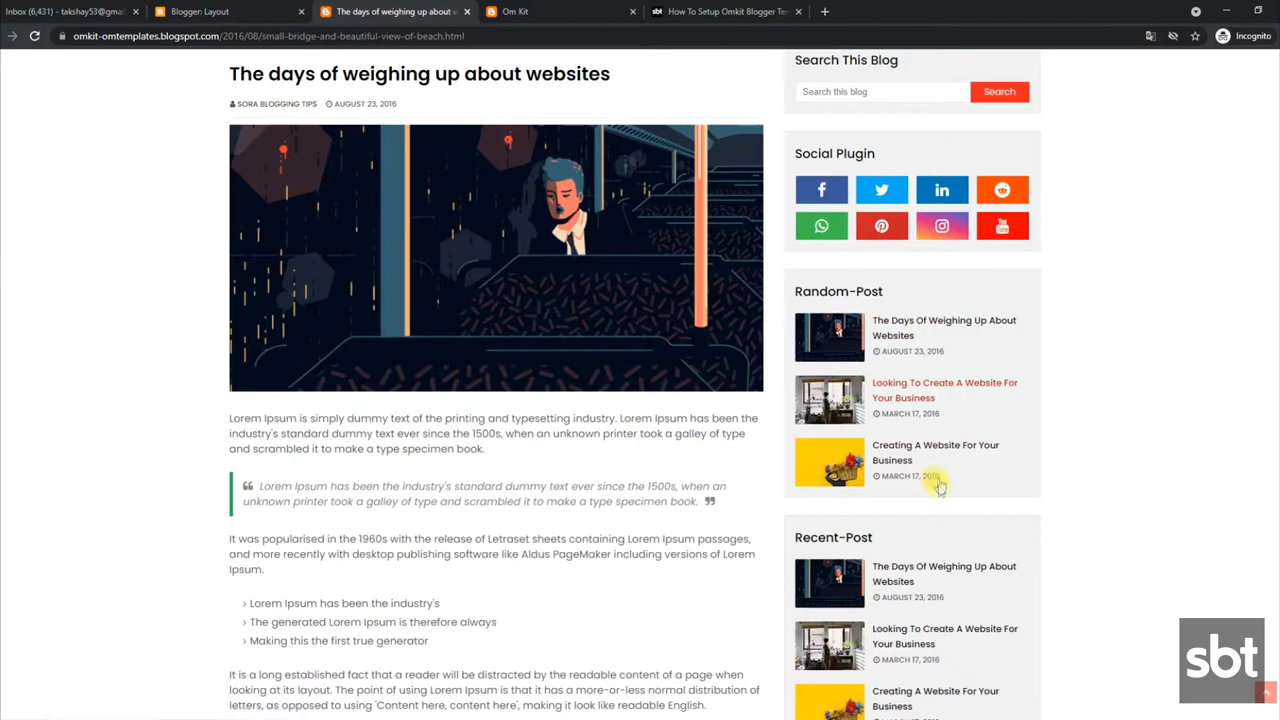 Inbox (6,431) - takshay53@gmai
Blogger: Layout
The days of weighing up about w
Om Kit
sbt How To Setup Omkit Blogger Te
omkit-omtemplates.blogspot.com/2016/08/small-bridge-and-beautiful-view-of-beach.html
Incognito
The days of weighing up about websites
SORA BLOGGING TIPS AUGUST 23, 2016
Lorem Ipsum is simply dummy text of the printing and typesetting industry. Lorem Ipsum has been the
industry's standard dummy text ever since the 1500s, when an unknown printer took a galley of type
and scrambled it to make a type specimen book.
Lorem Ipsum has been the industry's standard dummy text ever since the 1500s, when an
unknown printer took a galley of type and scrambled it to make a type specimen book.
It was popularised in the 1960s with the release of Letraset sheets containing Lorem Ipsum passages,
and more recently with desktop publishing software like Aldus PageMaker including versions of Lorem
Ipsum.
› Lorem Ipsum has been the industry's
› The generated Lorem Ipsum is therefore always
› Making this the first true generator
It is a long established fact that a reader will be distracted by the readable content of a page when
looking at its layout. The point of using Lorem Ipsum is that it has a more-or-less normal distribution of
letters, as opposed to using 'Content here, content here', making it look like readable English.
Search This Blog
Search this blog
Search
Social Plugin
You Tube
Random-Post
The Days Of Weighing Up About
Websites
AUGUST 23, 2016
Looking To Create A Website For
Your Business
MARCH 17, 2016
Creating A Website For Your
Business
MARCH 17, 2016
Recent-Post
The Days Of Weighing Up About
Websites
AUGUST 23, 2016
Looking To Create A Website For
Your Business
MARCH 17, 2016
Creating A Website For Your
Business
sbt